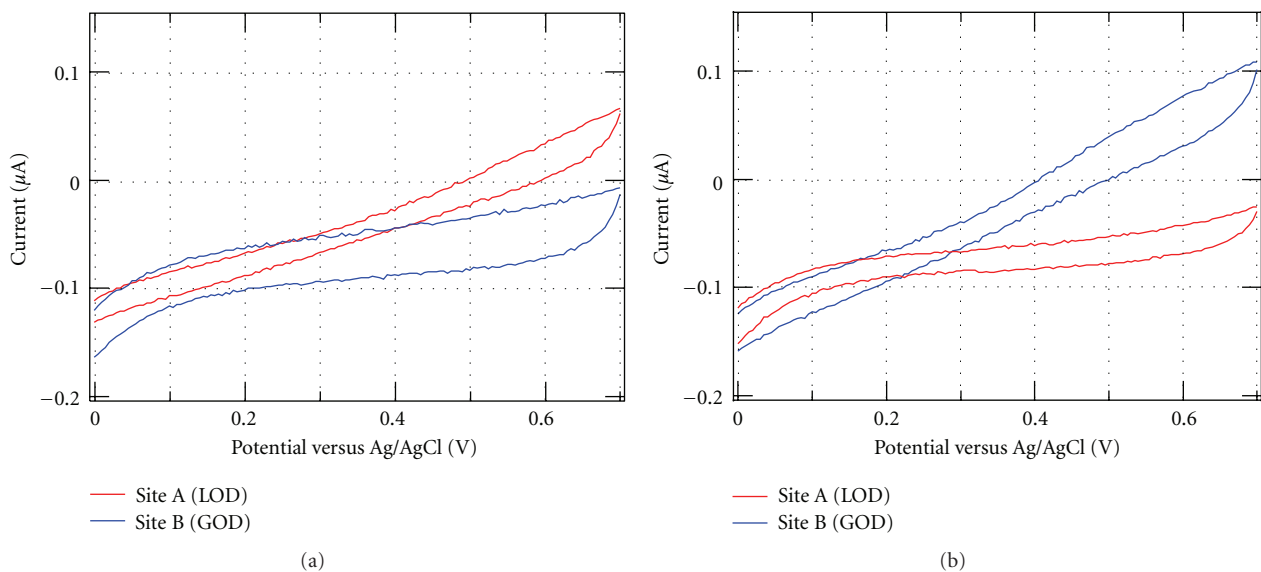 0.1
0
−0.1
−0.2
Current (μA)
0
0.2
0.4
0.6
Potential versus Ag/AgCl (V)
Site A (LOD)
Site B (GOD)
(a)
0.1
0
−0.1
−0.2
Current (μA)
0
0.2
0.4
0.6
Potential versus Ag/AgCl (V)
Site A (LOD)
Site B (GOD)
(b)